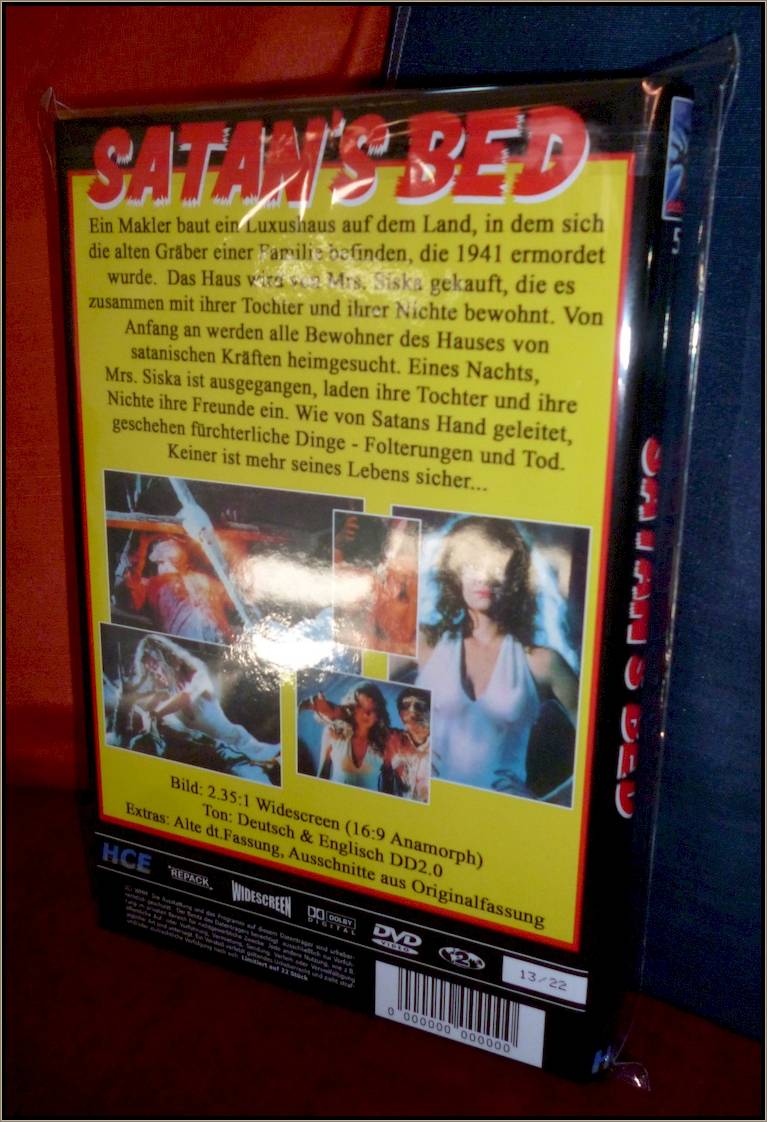 SATAN'S BED
Ein Makler baut ein Luxushaus auf dem Land, in dem sich
die alten Gräber einer Familie befinden, die 1941 ermordet
wurde. Das Haus wird von Mrs. Siska gekauft, die es
zusammen mit ihrer Tochter und ihrer Nichte bewohnt. Von
Anfang an werden alle Bewohner des Hauses von
satanischen Kräften heimgesucht. Eines Nachts,
Mrs. Siska ist ausgegangen, laden ihre Tochter und ihre
Nichte ihre Freunde ein. Wie von Satans Hand geleitet,
geschehen fürchterliche Dinge - Folterungen und Tod.
Keiner ist mehr seines Lebens sicher...
Bild: 2.35:1 Widescreen (16:9 Anamorph)
Ton: Deutsch & Englisch DD2.0
Extras: Alte dt.Fassung, Ausschnitte aus Originalfassung
HCE
REPACK
WIDESCREEN
DOLBY
DIGITAL
DVD
VIDEO
2
13/22
Limitiert auf 22 Stück
0 000000 000000
5
SATAN'S BED
HCE